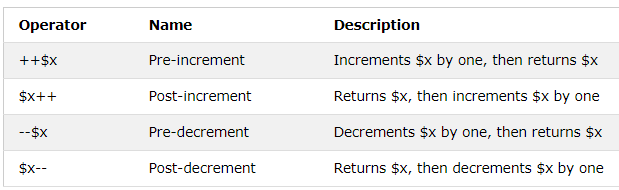 Operator Name Description
++$x Pre-increment Increments $x by one, then returns $x
$x++ Post-increment Returns $x, then increments $x by one
--$x Pre-decrement Decrements $x by one, then returns $x
$x-- Post-decrement Returns $x, then decrements $x by one